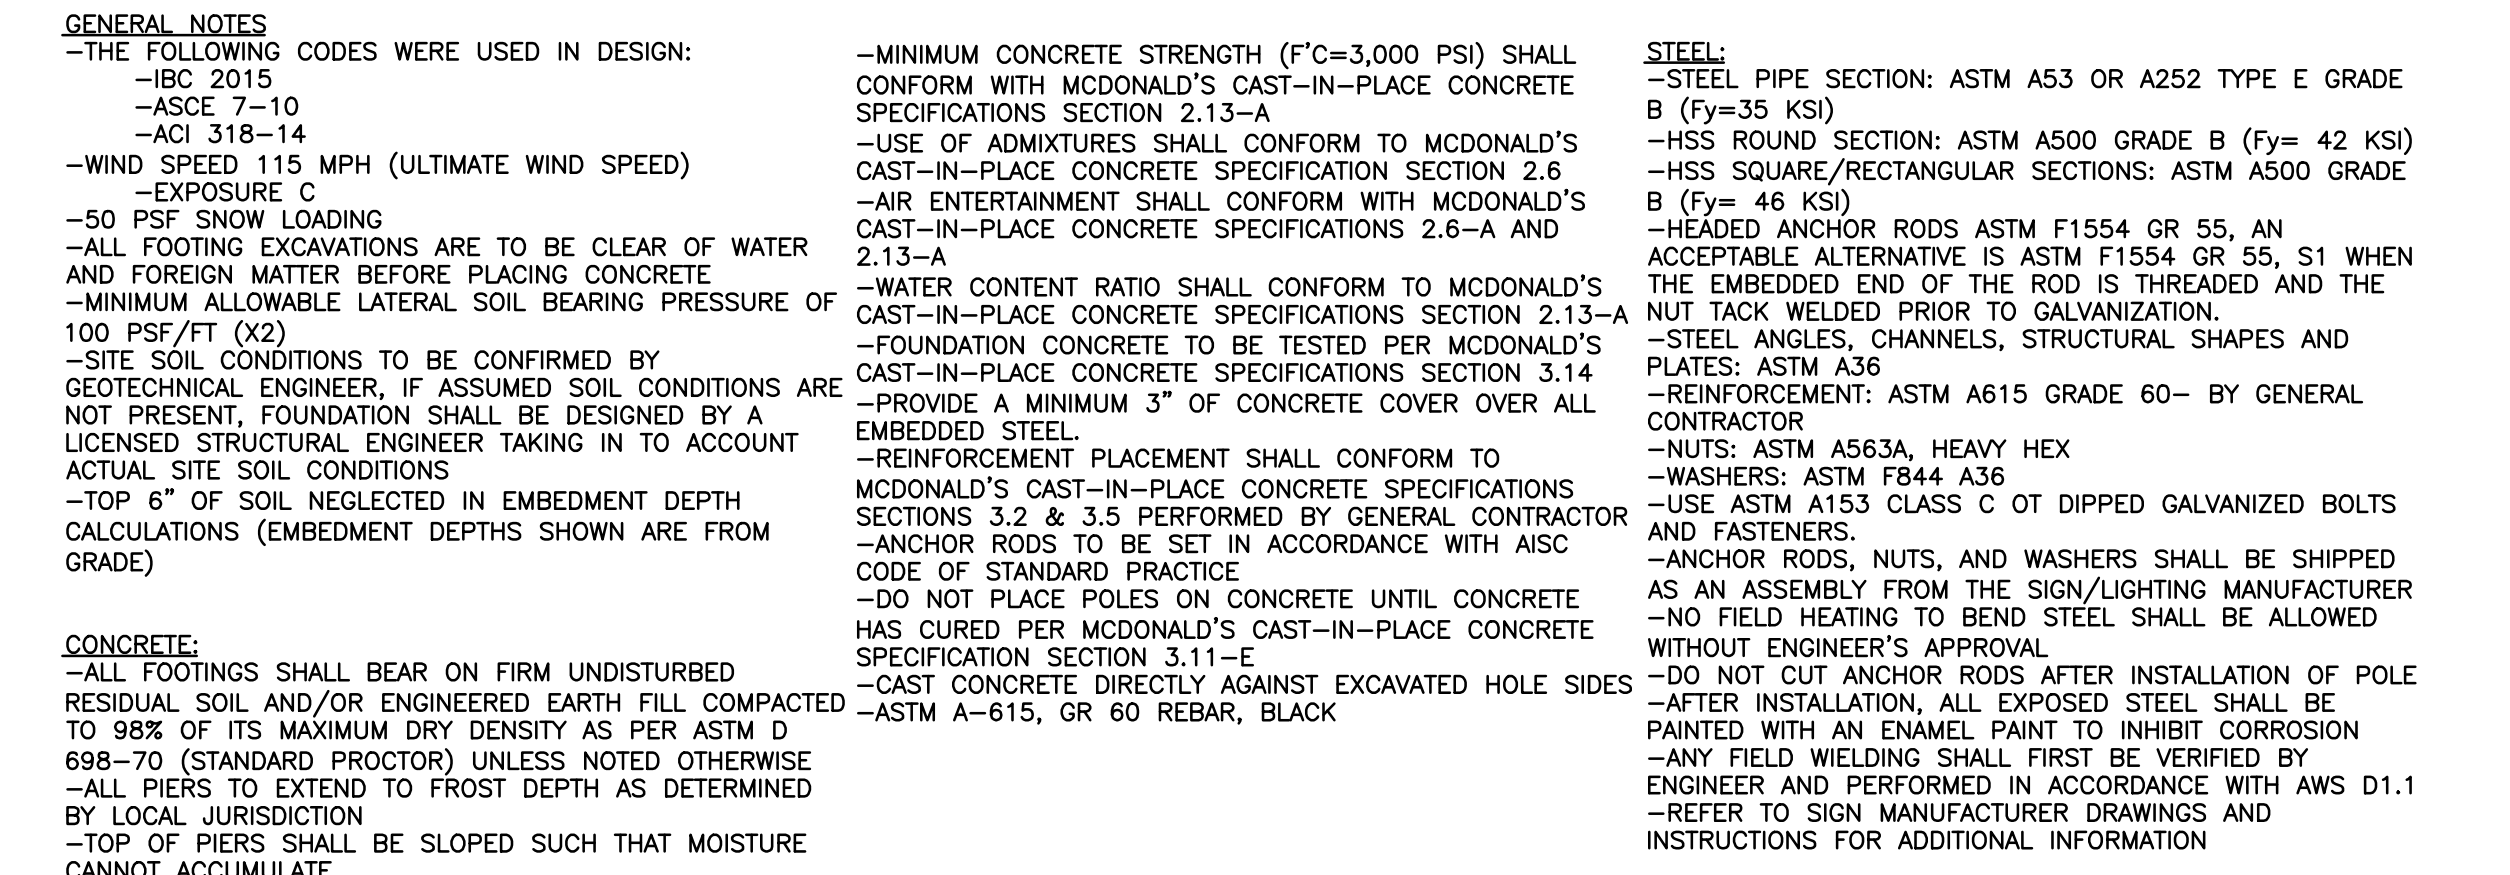 GENERAL NOTES
-THE FOLLOWING CODES WERE USED IN DESIGN:
-IBC 2015
-ASCE 7-10
-ACI 318-14
-WIND SPEED 115 MPH (ULTIMATE WIND SPEED)
-EXPOSURE C
-50 PSF SNOW LOADING
-ALL FOOTING EXCAVATIONS ARE TO BE CLEAR OF WATER
AND FOREIGN MATTER BEFORE PLACING CONCRETE
-MINIMUM ALLOWABLE LATERAL SOIL BEARING PRESSURE OF
100 PSF/FT (X2)
-SITE SOIL CONDITIONS TO BE CONFIRMED BY
GEOTECHNICAL ENGINEER, IF ASSUMED SOIL CONDITIONS ARE
NOT PRESENT, FOUNDATION SHALL BE DESIGNED BY A
LICENSED STRUCTURAL ENGINEER TAKING IN TO ACCOUNT
ACTUAL SITE SOIL CONDITIONS
-TOP 6" OF SOIL NEGLECTED IN EMBEDMENT DEPTH
CALCULATIONS (EMBEDMENT DEPTHS SHOWN ARE FROM
GRADE)
CONCRETE:
-ALL FOOTINGS SHALL BEAR ON FIRM UNDISTURBED
RESIDUAL SOIL AND/OR ENGINEERED EARTH FILL COMPACTED
TO 98% OF ITS MAXIMUM DRY DENSITY AS PER ASTM D
698-70 (STANDARD PROCTOR) UNLESS NOTED OTHERWISE
-ALL PIERS TO EXTEND TO FROST DEPTH AS DETERMINED
BY LOCAL JURISDICTION
-TOP OF PIERS SHALL BE SLOPED SUCH THAT MOISTURE
CANNOT ACCUMULATE
-MINIMUM CONCRETE STRENGTH (F'C=3,000 PSI) SHALL
CONFORM WITH MCDONALD'S CAST-IN-PLACE CONCRETE
SPECIFICATIONS SECTION 2.13-A
-USE OF ADMIXTURES SHALL CONFORM TO MCDONALD'S
CAST-IN-PLACE CONCRETE SPECIFICATION SECTION 2.6
-AIR ENTERTAINMENT SHALL CONFORM WITH MCDONALD'S
CAST-IN-PLACE CONCRETE SPECIFICATIONS 2.6-A AND
2.13-A
-WATER CONTENT RATIO SHALL CONFORM TO MCDONALD'S
CAST-IN-PLACE CONCRETE SPECIFICATIONS SECTION 2.13-A
-FOUNDATION CONCRETE TO BE TESTED PER MCDONALD'S
CAST-IN-PLACE CONCRETE SPECIFICATIONS SECTION 3.14
-PROVIDE A MINIMUM 3" OF CONCRETE COVER OVER ALL
EMBEDDED STEEL.
-REINFORCEMENT PLACEMENT SHALL CONFORM TO
MCDONALD'S CAST-IN-PLACE CONCRETE SPECIFICATIONS
SECTIONS 3.2 & 3.5 PERFORMED BY GENERAL CONTRACTOR
-ANCHOR RODS TO BE SET IN ACCORDANCE WITH AISC
CODE OF STANDARD PRACTICE
-DO NOT PLACE POLES ON CONCRETE UNTIL CONCRETE
HAS CURED PER MCDONALD'S CAST-IN-PLACE CONCRETE
SPECIFICATION SECTION 3.11-E
-CAST CONCRETE DIRECTLY AGAINST EXCAVATED HOLE SIDES
-ASTM A-615, GR 60 REBAR, BLACK
STEEL:
-STEEL PIPE SECTION: ASTM A53 OR A252 TYPE E GRADE
B (Fy=35 KSI)
-HSS ROUND SECTION: ASTM A500 GRADE B (Fy= 42 KSI)
-HSS SQUARE/RECTANGULAR SECTIONS: ASTM A500 GRADE
B (Fy= 46 KSI)
-HEADED ANCHOR RODS ASTM F1554 GR 55, AN
ACCEPTABLE ALTERNATIVE IS ASTM F1554 GR 55, S1 WHEN
THE EMBEDDED END OF THE ROD IS THREADED AND THE
NUT TACK WELDED PRIOR TO GALVANIZATION.
-STEEL ANGLES, CHANNELS, STRUCTURAL SHAPES AND
PLATES: ASTM A36
-REINFORCEMENT: ASTM A615 GRADE 60- BY GENERAL
CONTRACTOR
-NUTS: ASTM A563A, HEAVY HEX
-WASHERS: ASTM F844 A36
-USE ASTM A153 CLASS C OT DIPPED GALVANIZED BOLTS
AND FASTENERS.
-ANCHOR RODS, NUTS, AND WASHERS SHALL BE SHIPPED
AS AN ASSEMBLY FROM THE SIGN/LIGHTING MANUFACTURER
-NO FIELD HEATING TO BEND STEEL SHALL BE ALLOWED
WITHOUT ENGINEER'S APPROVAL
-DO NOT CUT ANCHOR RODS AFTER INSTALLATION OF POLE
-AFTER INSTALLATION, ALL EXPOSED STEEL SHALL BE
PAINTED WITH AN ENAMEL PAINT TO INHIBIT CORROSION
-ANY FIELD WIELDING SHALL FIRST BE VERIFIED BY
ENGINEER AND PERFORMED IN ACCORDANCE WITH AWS D1.1
-REFER TO SIGN MANUFACTURER DRAWINGS AND
INSTRUCTIONS FOR ADDITIONAL INFORMATION